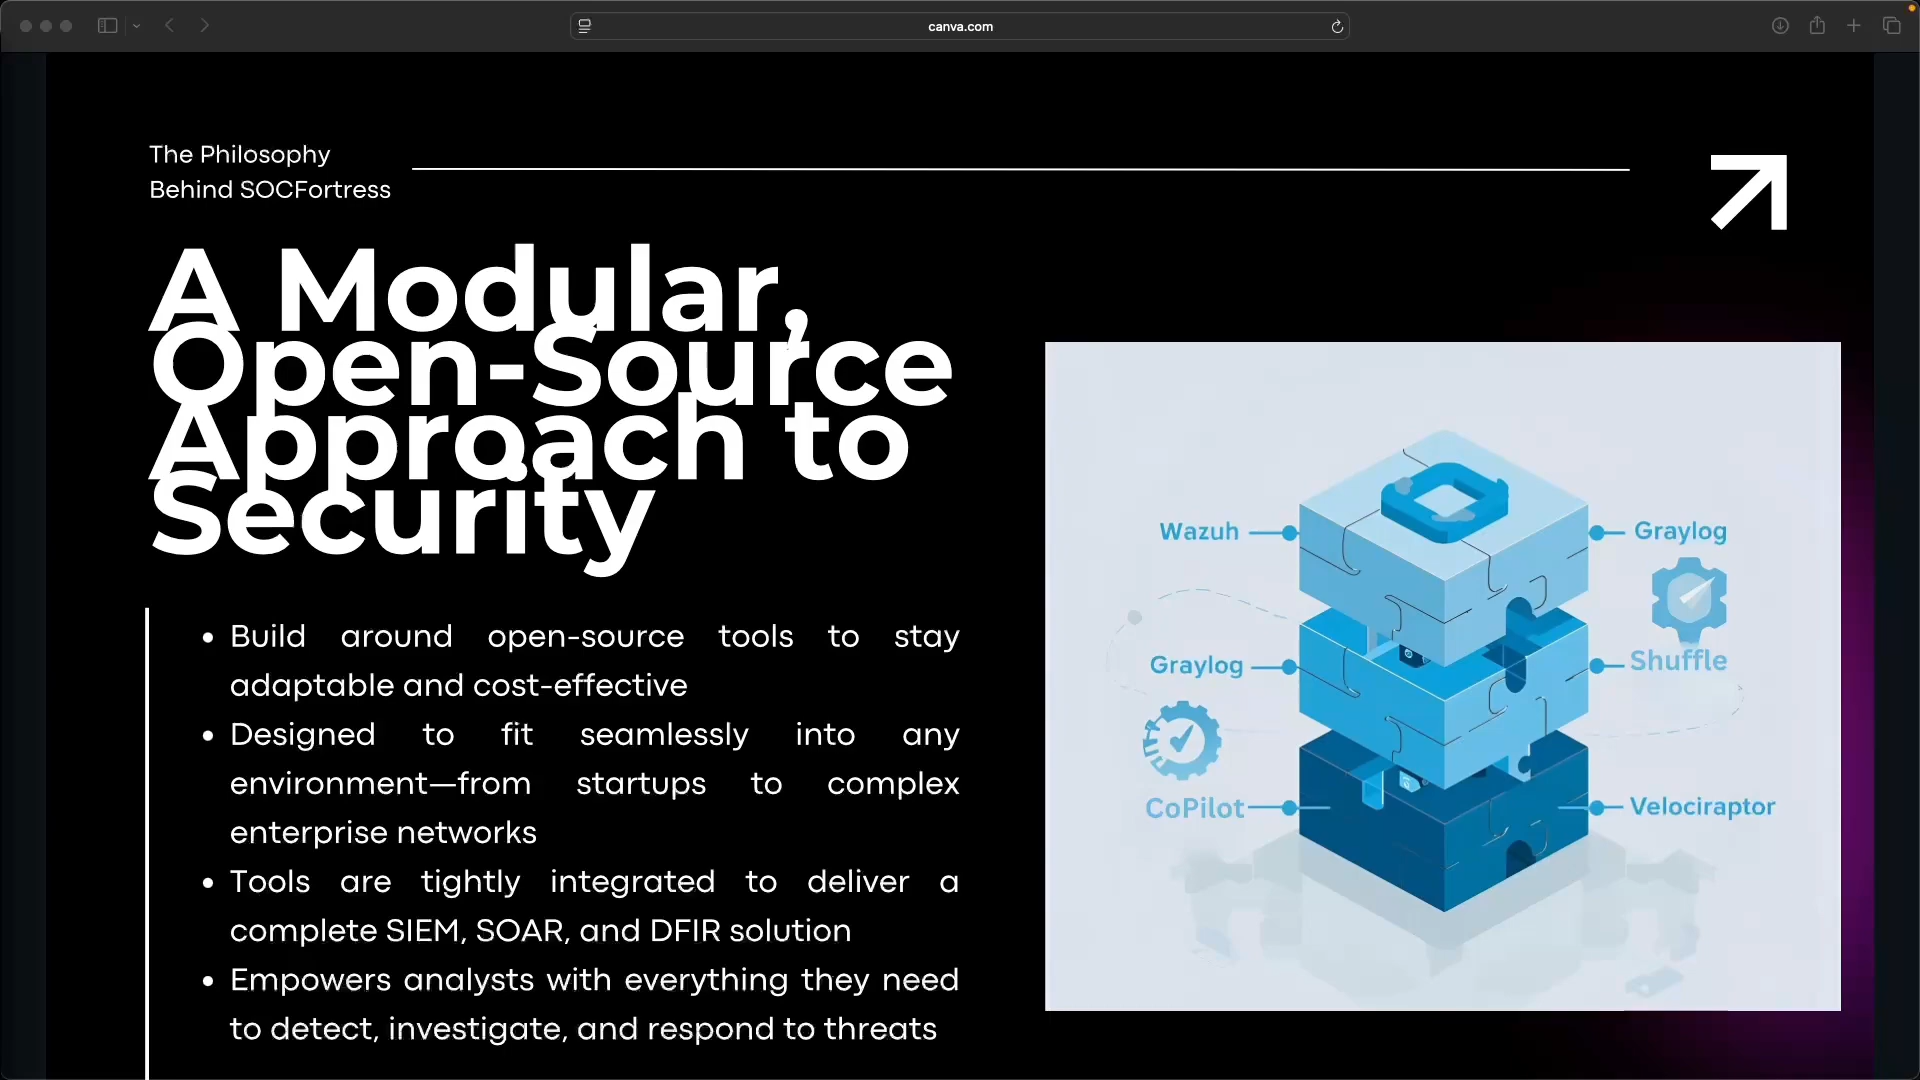 canva.com
The Philosophy
Behind SOCFortress
A Modular,
Open-Source
Approach to
Security
• Build around open-source tools to stay
adaptable and cost-effective
• Designed to fit seamlessly into any
environment—from startups to complex
enterprise networks
• Tools are tightly integrated to deliver a
complete SIEM, SOAR, and DFIR solution
• Empowers analysts with everything they need
to detect, investigate, and respond to threats
Wazuh
Graylog
Graylog
Shuffle
CoPilot
Velociraptor